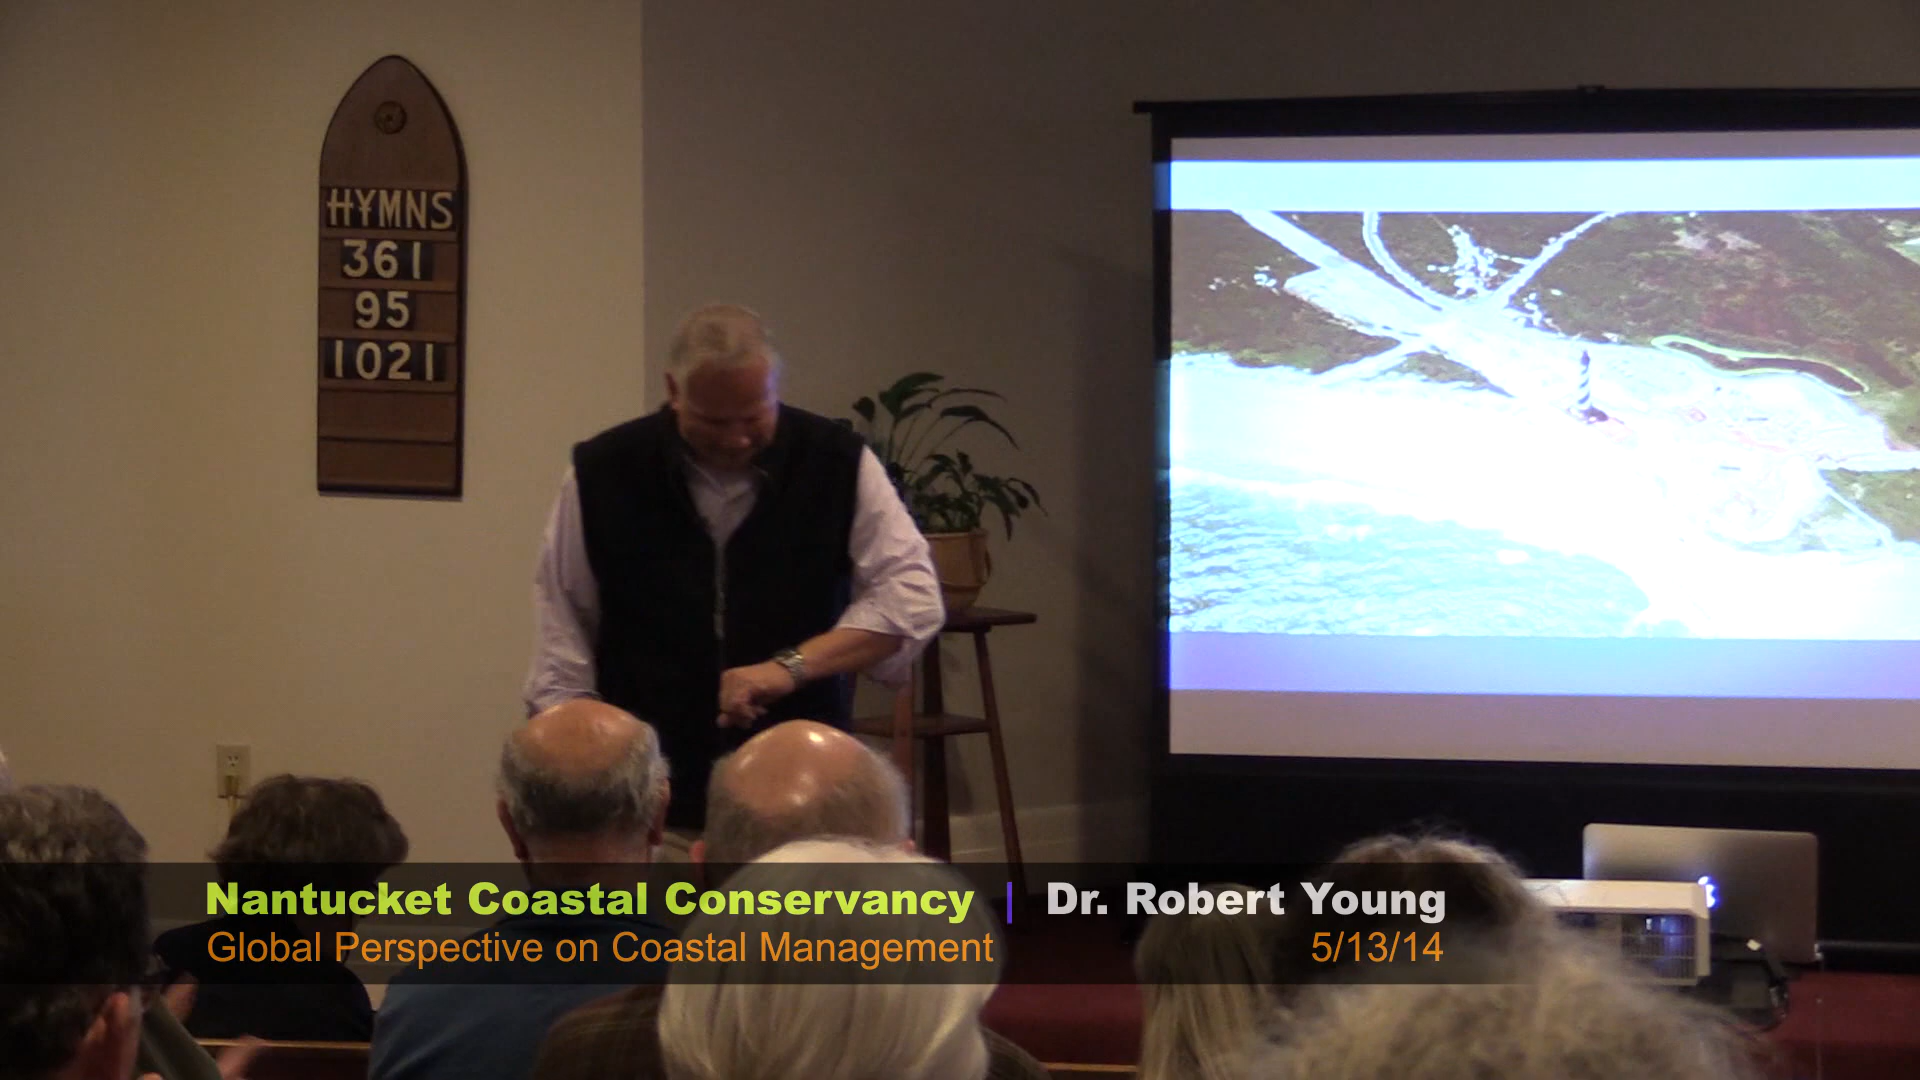 HYMNS
361
95
1021
Nantucket Coastal Conservancy | Dr. Robert Young
Global Perspective on Coastal Management 5/13/14